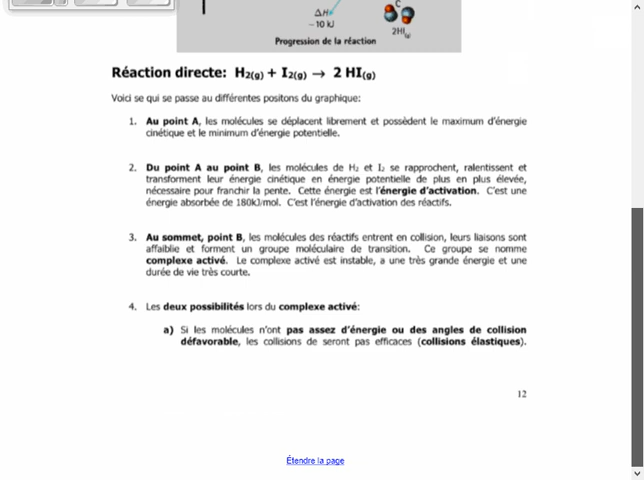 ΔH
-10 kJ
C
2HI(g)
Progression de la réaction
Réaction directe: H2(g) + I2(g) → 2 HI(g)
Voici se qui se passe au différentes positons du graphique:
1. Au point A, les molécules se déplacent librement et possèdent le maximum d'énergie
cinétique et le minimum d'énergie potentielle.
2. Du point A au point B, les molécules de H2 et I2 se rapprochent, ralentissent et
transforment leur énergie cinétique en énergie potentielle de plus en plus élevée,
nécessaire pour franchir la pente. Cette énergie est l'énergie d'activation. C'est une
énergie absorbée de 180kJ/mol. C'est l'énergie d'activation des réactifs.
3. Au sommet, point B, les molécules des réactifs entrent en collision, leurs liaisons sont
affaiblie et forment un groupe moléculaire de transition. Ce groupe se nomme
complexe activé. Le complexe activé est instable, a une très grande énergie et une
durée de vie très courte.
4. Les deux possibilités lors du complexe activé:
a) Si les molécules n'ont pas assez d'énergie ou des angles de collision
défavorable, les collisions de seront pas efficaces (collisions élastiques).
12
Étendre la page